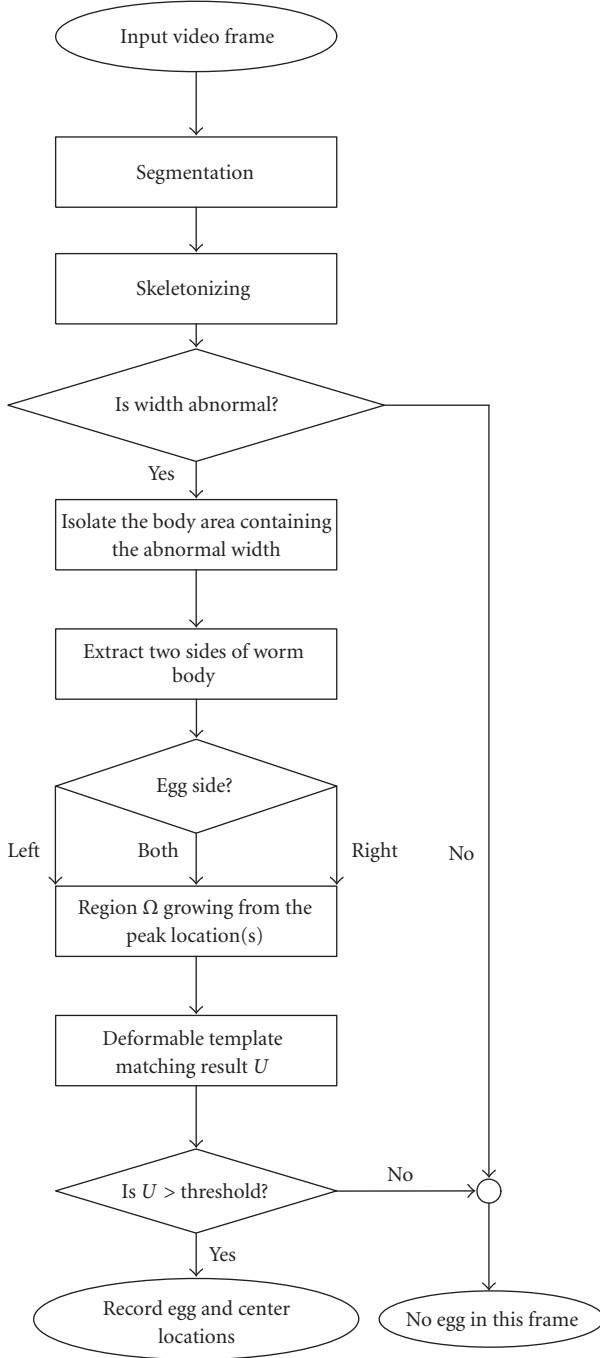 Input video frame
Segmentation
Skeletonizing
Is width abnormal?
Yes
Isolate the body area containing
the abnormal width
Extract two sides of worm
body
Egg side?
Left
Both
Right
No
Region Ω growing from the
peak location(s)
Deformable template
matching result U
Is U > threshold?
No
Yes
Record egg and center
locations
No egg in this frame